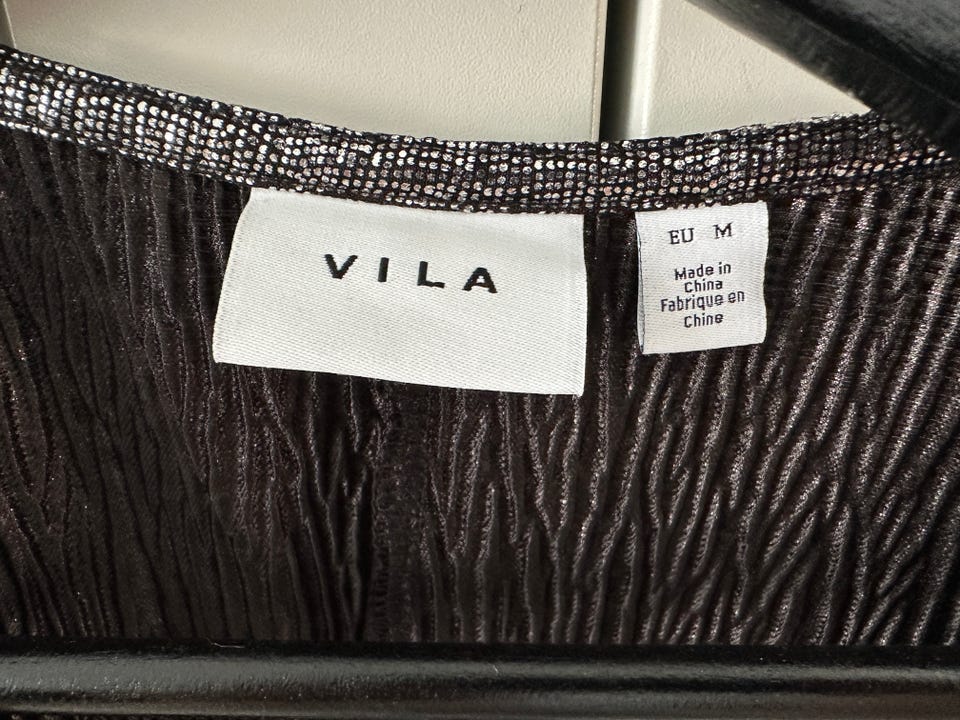 VILA
EU M
Made in
China
Fabrique en
Chine